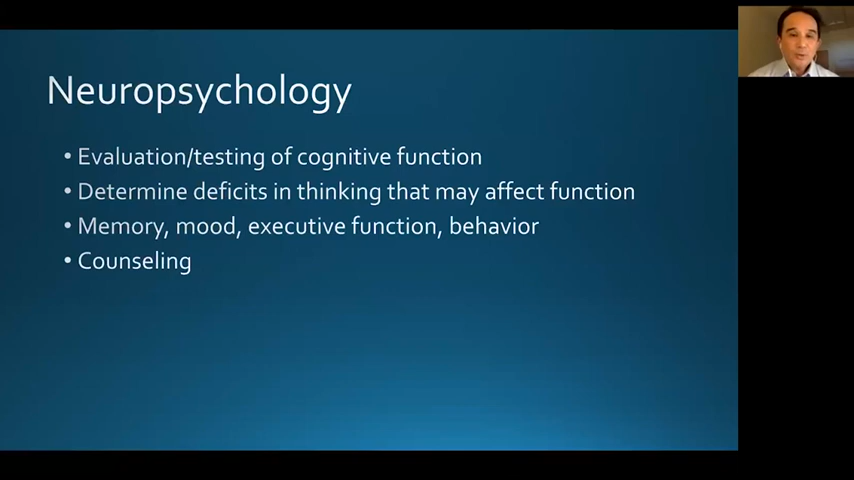 Neuropsychology
• Evaluation/testing of cognitive function
• Determine deficits in thinking that may affect function
• Memory, mood, executive function, behavior
• Counseling